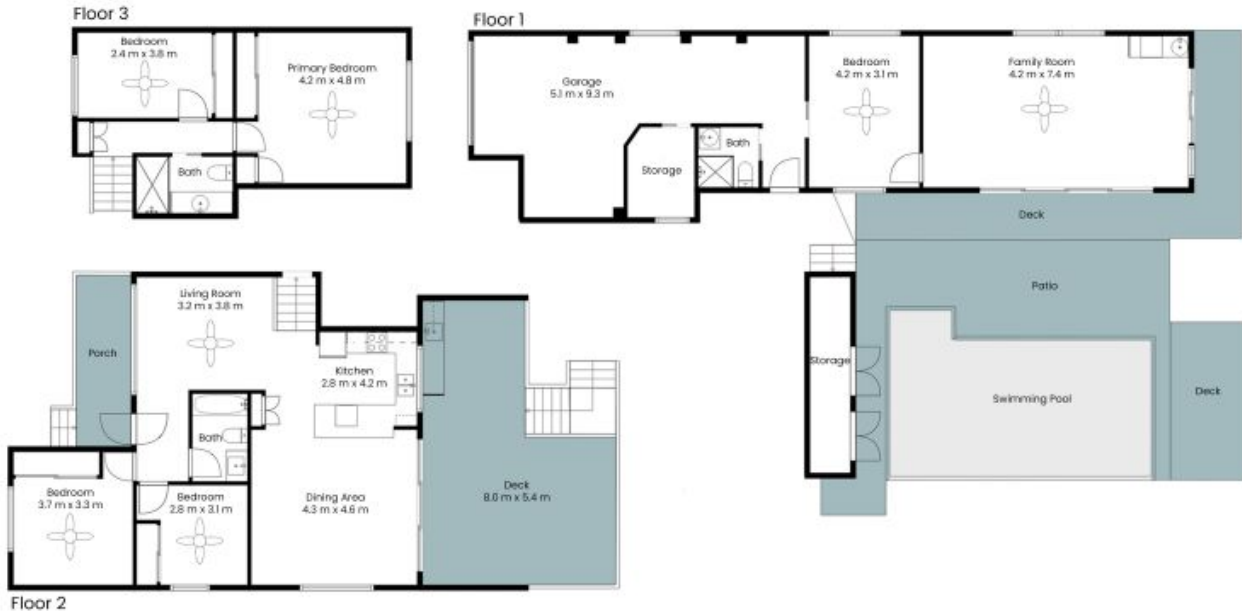 Floor 3
Bedroom
2.4 m x 3.8 m
Primary Bedroom
4.2 m x 4.8 m
Bath
Floor 1
Garage
5.1 m x 9.3 m
Storage
Bath
Bedroom
4.2 m x 3.1 m
Family Room
4.2 m x 7.4 m
Deck
Patio
Storage
Swimming Pool
Deck
Living Room
3.2 m x 3.8 m
Porch
Kitchen
2.8 m x 4.2 m
Bath
Bedroom
3.7 m x 3.3 m
Bedroom
2.8 m x 3.1 m
Dining Area
4.3 m x 4.6 m
Deck
8.0 m x 5.4 m
Floor 2